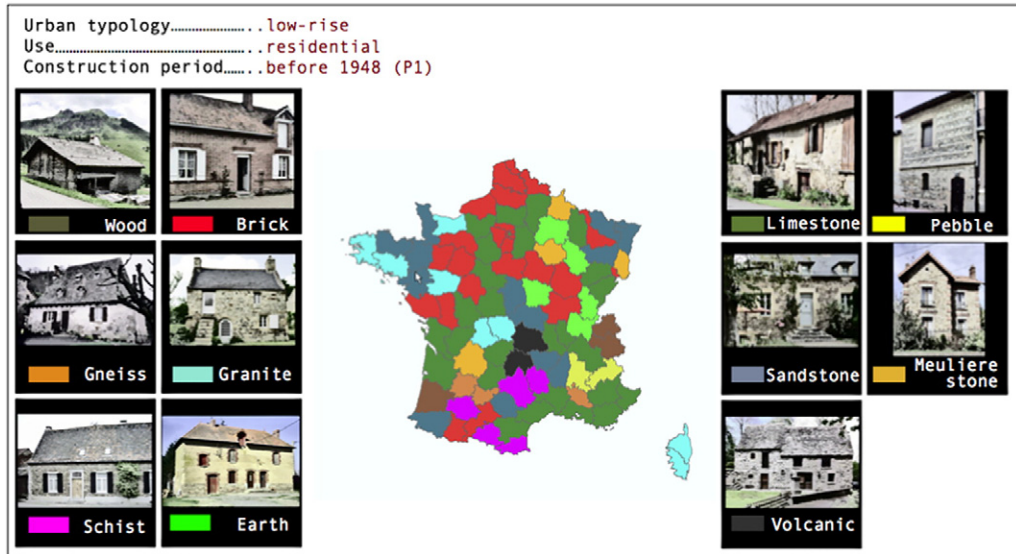 Urban typology........................low-rise
Use...................................residential
Construction period........before 1948 (P1)
Wood
Brick
Limestone
Pebble
Gneiss
Granite
Sandstone
Meuliere
stone
Schist
Earth
Volcanic